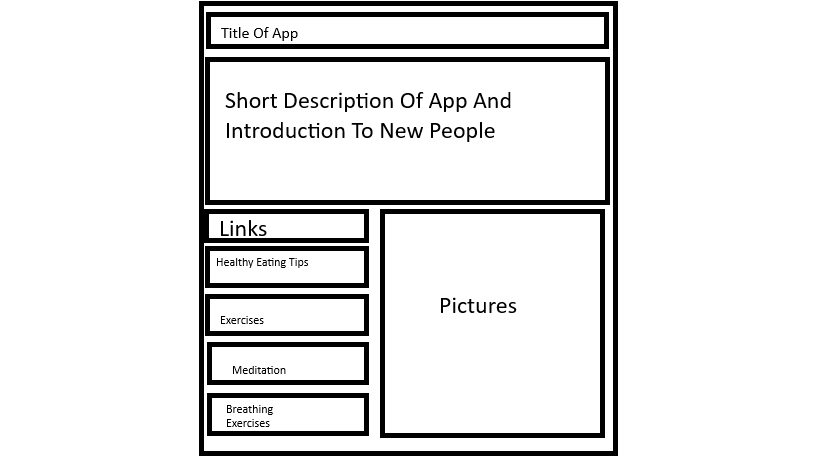 Title Of App
Short Description Of App And
Introduction To New People
Links
Healthy Eating Tips
Exercises
Meditation
Breathing
Exercises
Pictures